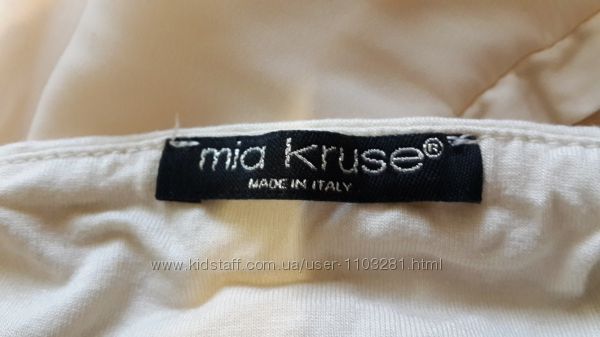 mia kruse®
MADE IN ITALY
www.kidstaff.com.ua/user-1103281.html